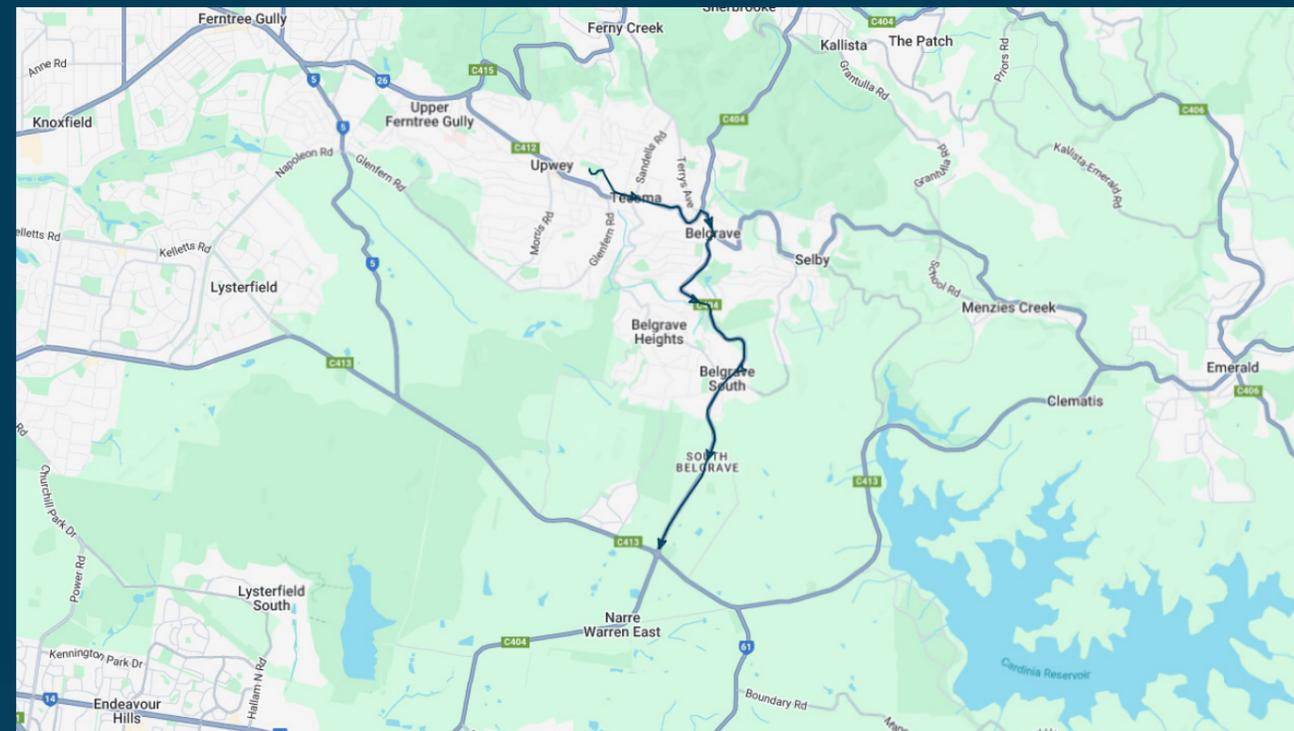 Sherbrooke
Ferntree Gully
Ferny Creek
C404
Kallista
The Patch
Anne Rd
5
26
C415
Grantulla Rd
Priors Rd
Knoxfield
Upper
Ferntree Gully
C404
C406
5
C412
Sandells Rd
Napoleon Rd
Glenfern Rd
Upwey
Terrys Ave
Grantulla Rd
Kallista-Emerald Rd
Tecoma
elletts Rd
Kelletts Rd
Morris Rd
Glenfern Rd
Belgrave
5
Selby
Lysterfield
School Rd
Menzies Creek
C404
Belgrave
Heights
C413
Belgrave
South
Emerald
C406
Clematis
Rd
SOUTH
BELGRAVE
C413
Churchill Park Dr
C413
Power Rd
Lysterfield
South
Narre
Warren East
C404
61
Kennington Park Dr
Hallam N Rd
Cardinia Reservoir
14
Endeavour
Hills
Boundary Rd